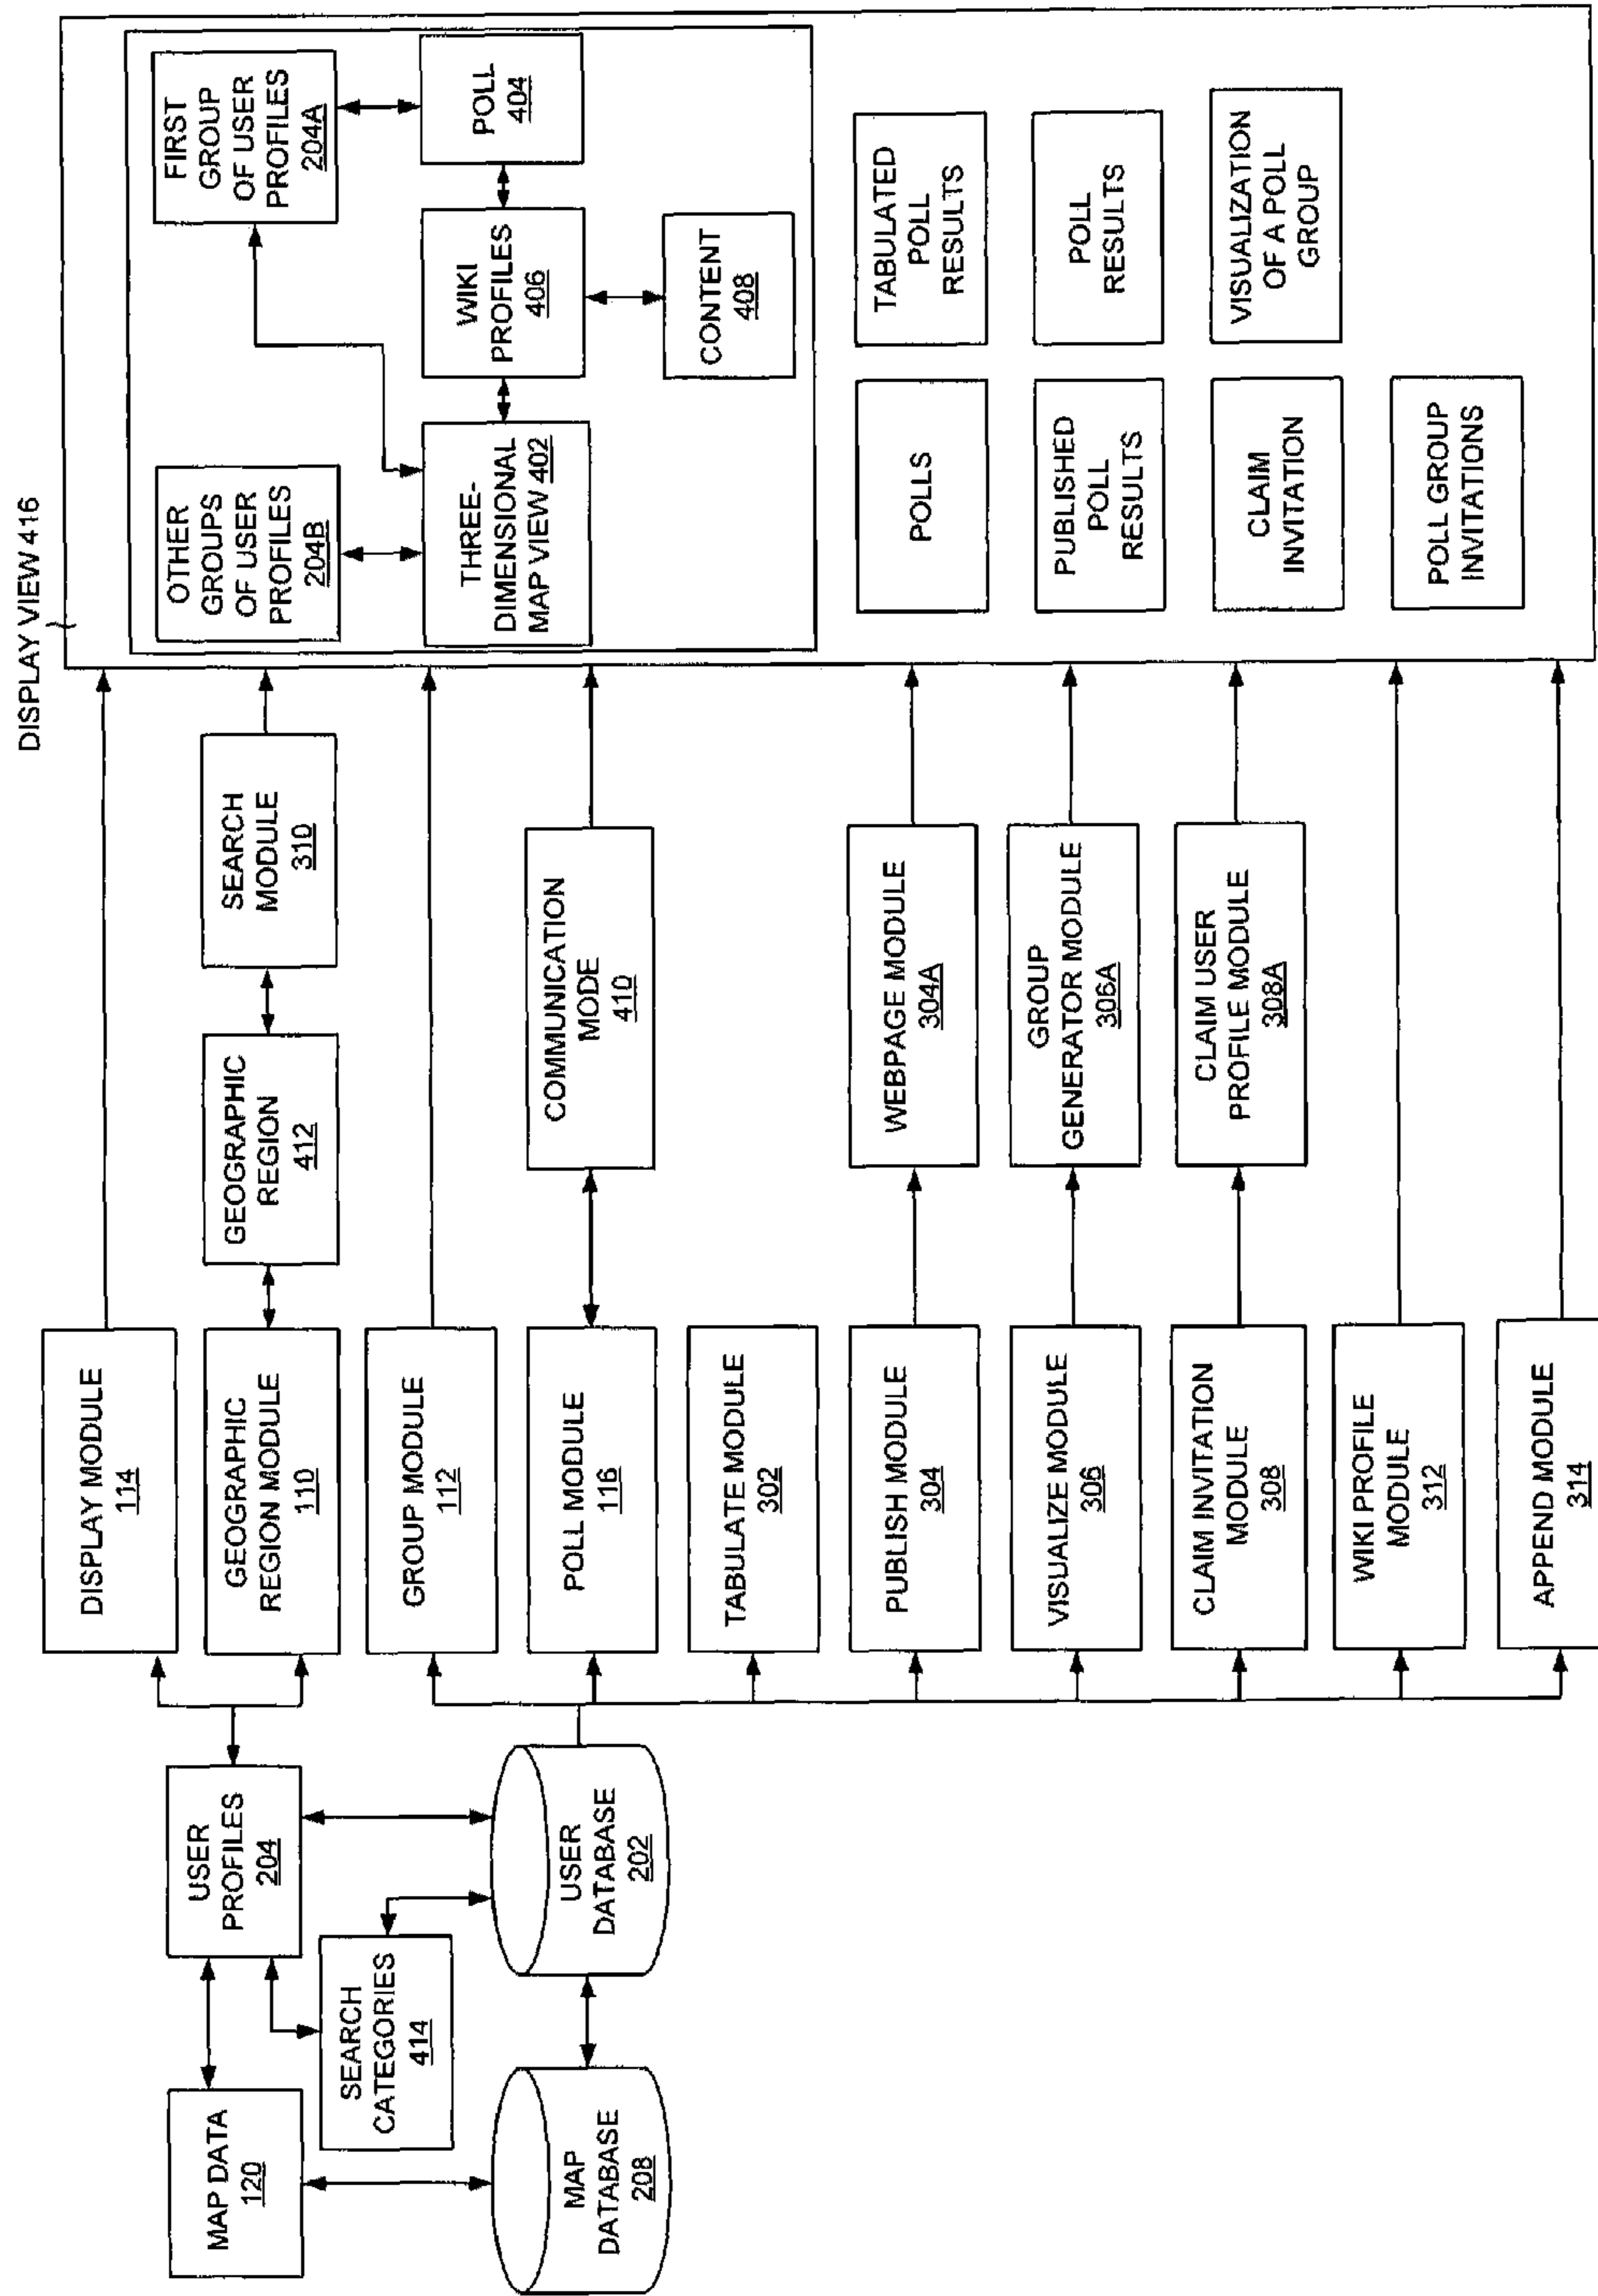 DISPLAY VIEW 416
MAP DATA
120
USER
PROFILES
204
SEARCH
CATEGORIES
414
MAP
DATABASE
208
USER
DATABASE
202
DISPLAY MODULE
114
GEOGRAPHIC
REGION MODULE
110
GROUP MODULE
112
POLL MODULE
116
TABULATE MODULE
302
PUBLISH MODULE
304
VISUALIZE MODULE
306
CLAIM INVITATION
MODULE
308
WIKI PROFILE
MODULE
312
APPEND MODULE
314
GEOGRAPHIC
REGION
412
SEARCH
MODULE
310
COMMUNICATION
MODE
410
WEBPAGE MODULE
304A
GROUP
GENERATOR MODULE
306A
CLAIM USER
PROFILE MODULE
308A
OTHER
GROUPS
OF USER
PROFILES
204B
FIRST
GROUP
OF USER
PROFILES
204A
THREE-
DIMENSIONAL
MAP VIEW 402
WIKI
PROFILES
406
POLL
404
CONTENT
408
POLLS
TABULATED
POLL
RESULTS
PUBLISHED
POLL
RESULTS
POLL
RESULTS
CLAIM
INVITATION
VISUALIZATION
OF A POLL
GROUP
POLL GROUP
INVITATIONS